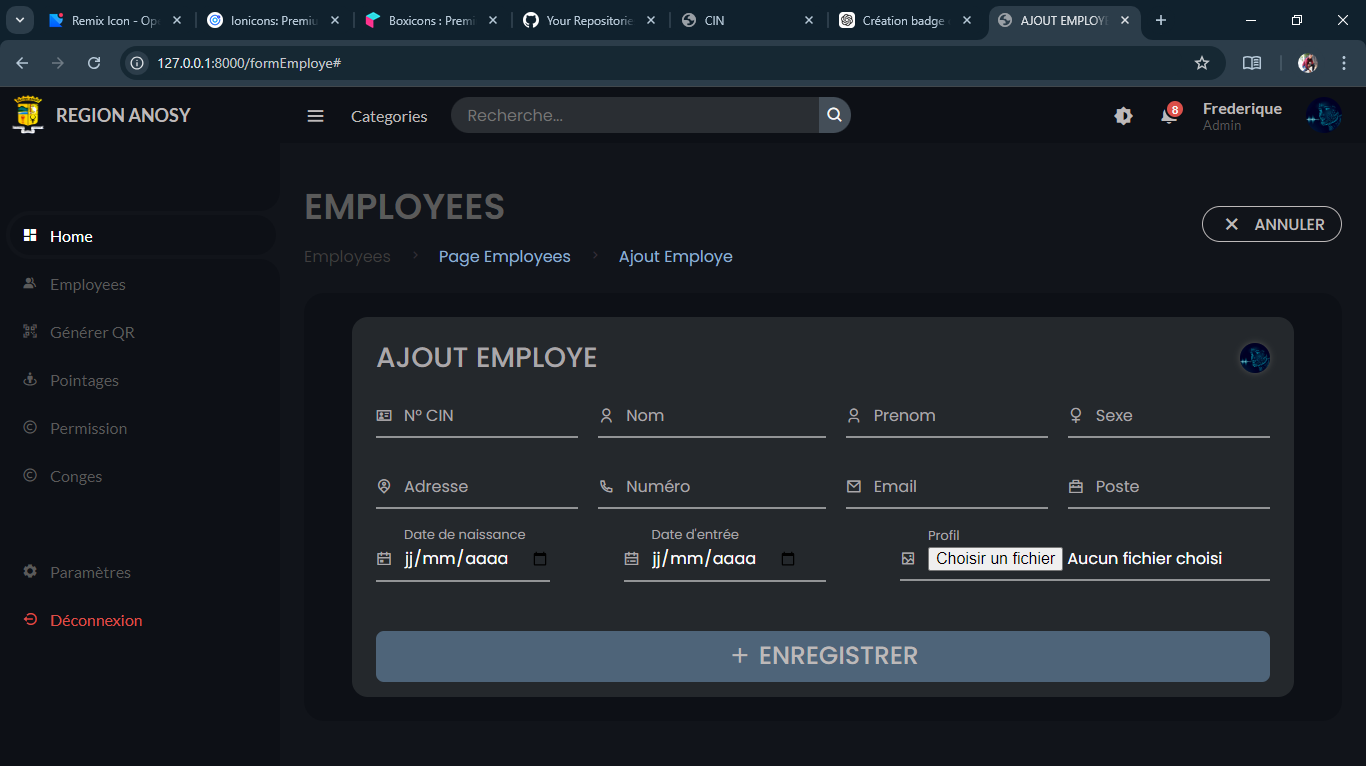 Remix Icon - Ope
Ionicons: Premiu
Boxicons : Premi
Your Repositorie
CIN
Création badge
AJOUT EMPLOYE
127.0.0.1:8000/formEmploye#
REGION ANOSY
Categories
Recherche...
8
Frederique
Admin
Home
Employees
Générer QR
Pointages
Permission
Conges
Paramètres
Déconnexion
EMPLOYEES
Employees > Page Employees > Ajout Employe
ANNULER
AJOUT EMPLOYE
N° CIN
Nom
Prenom
Sexe
Adresse
Numéro
Email
Poste
Date de naissance
jj/mm/aaaa
Date d'entrée
jj/mm/aaaa
Profil
Choisir un fichier Aucun fichier choisi
+ ENREGISTRER